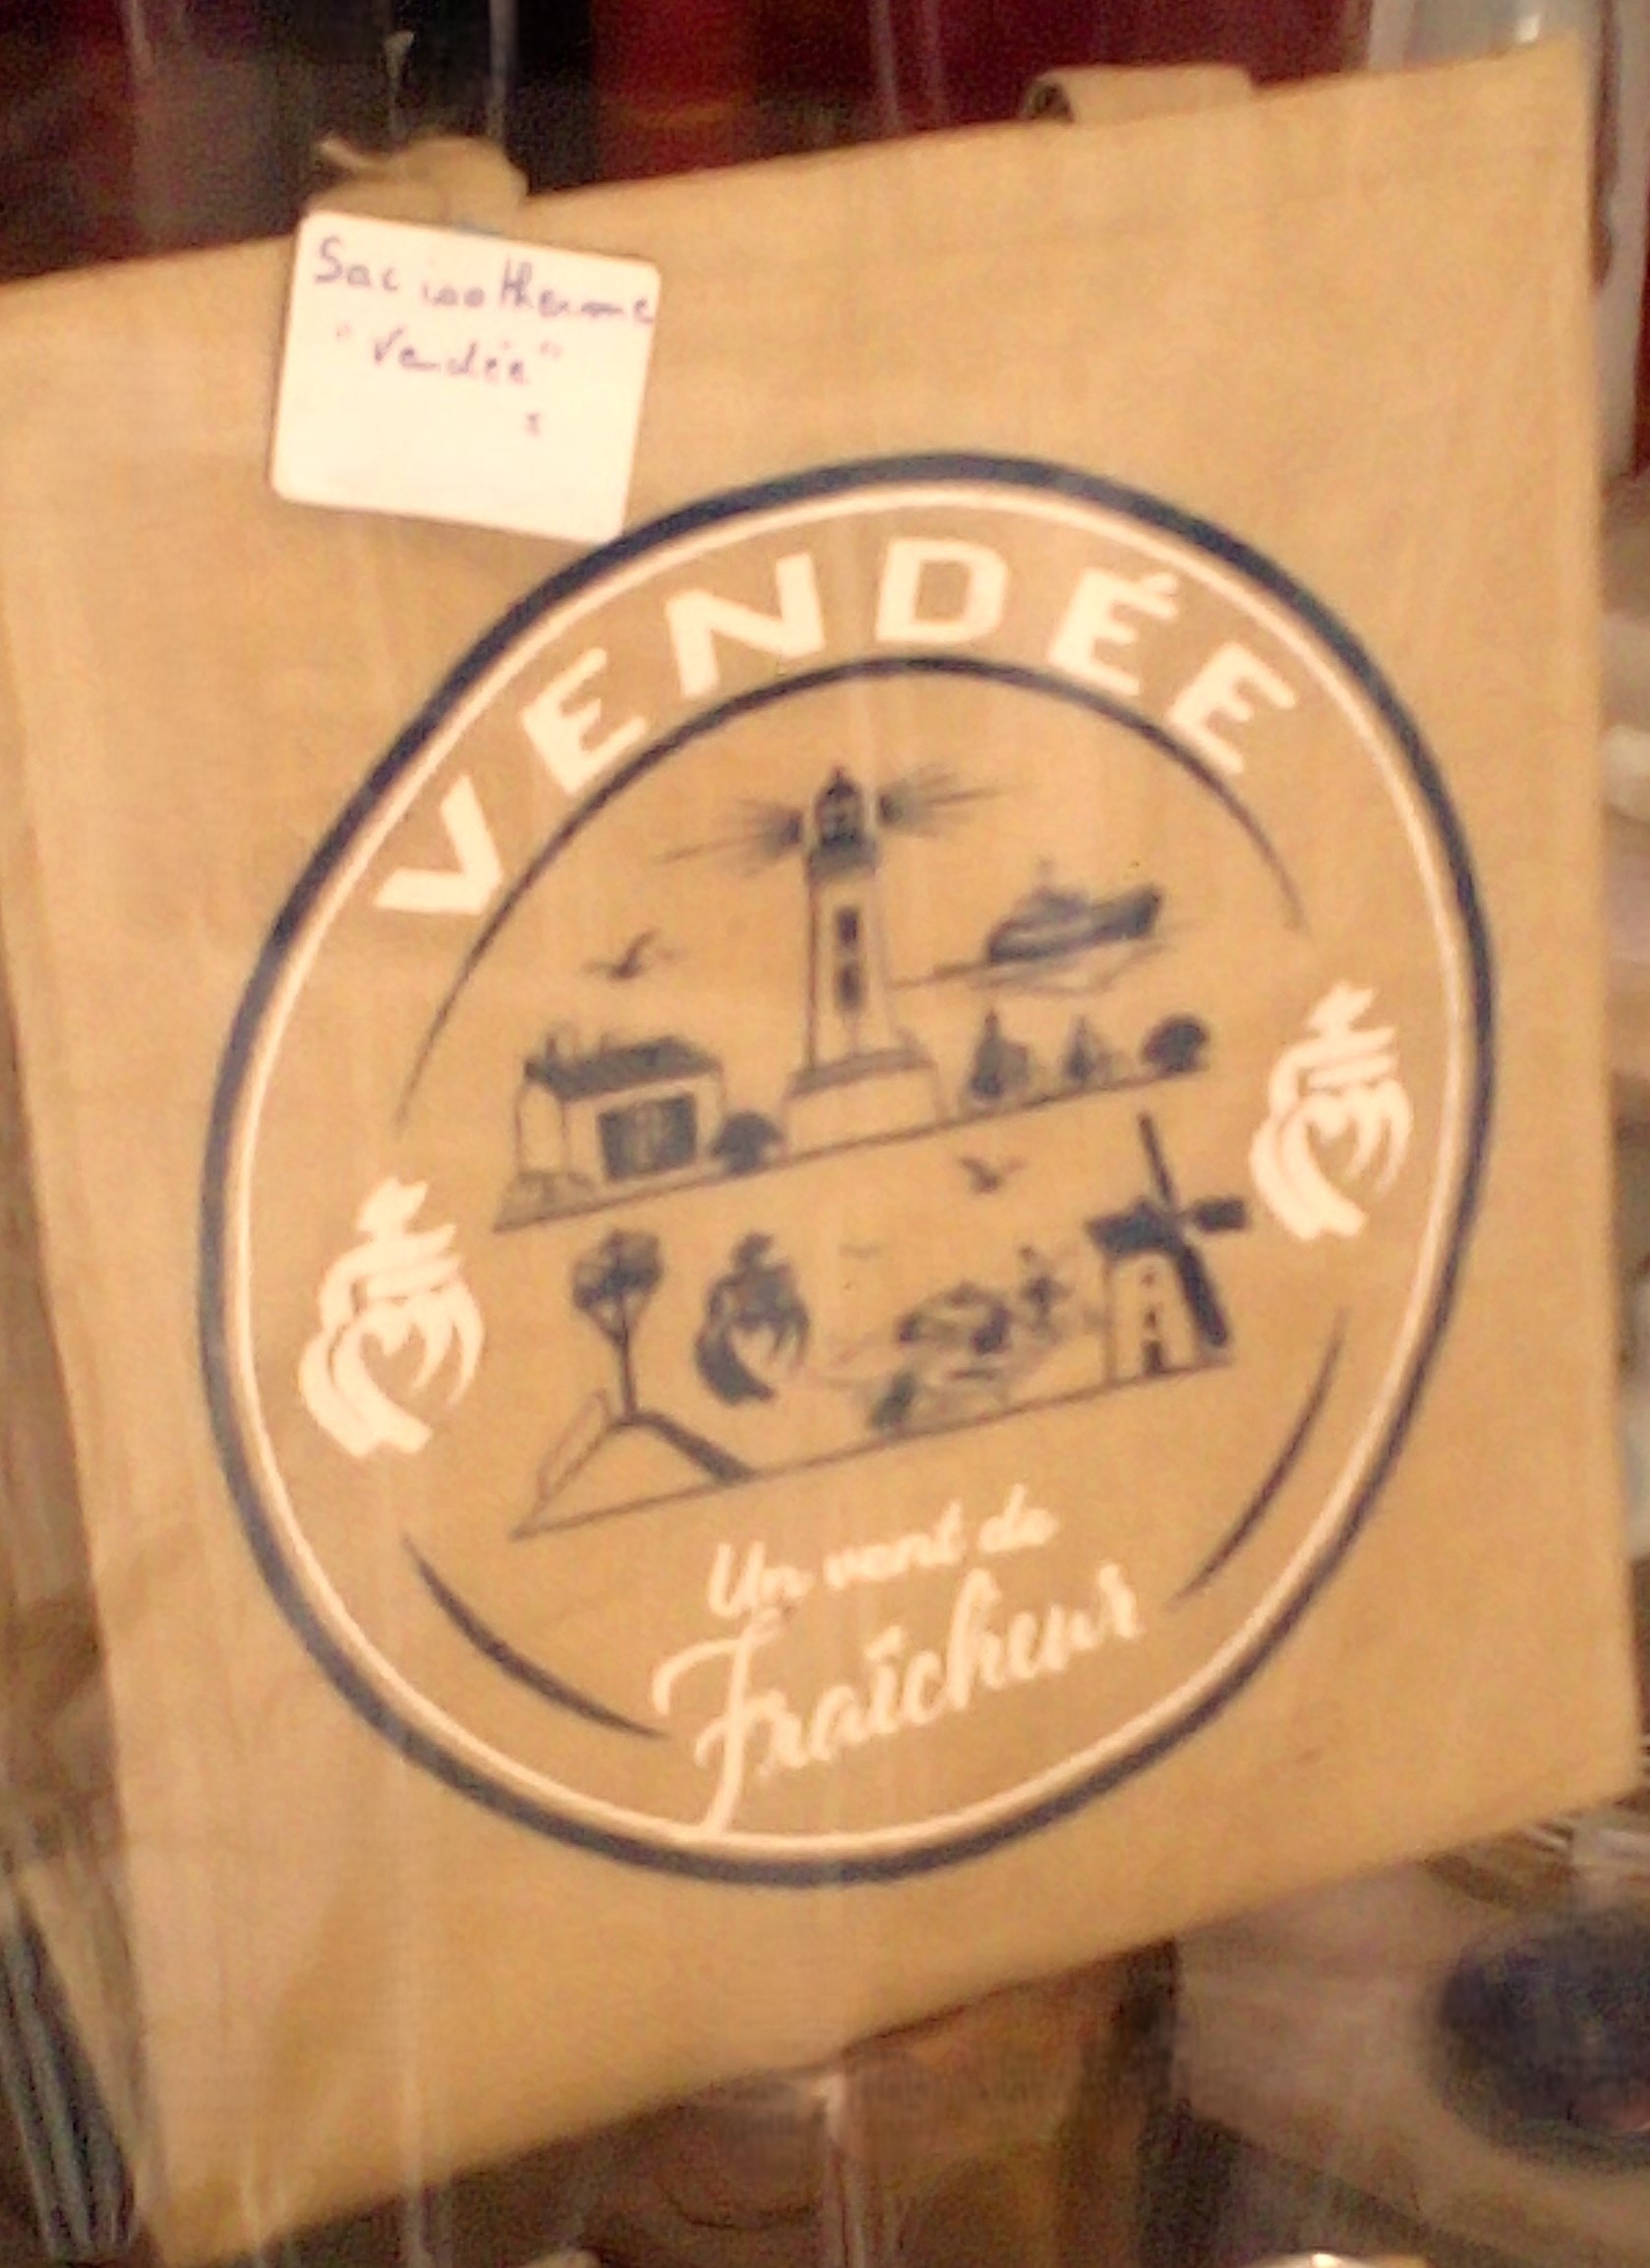 Sac isotherme
"Vendée"
VENDÉE
Un vent de
Fraîcheur